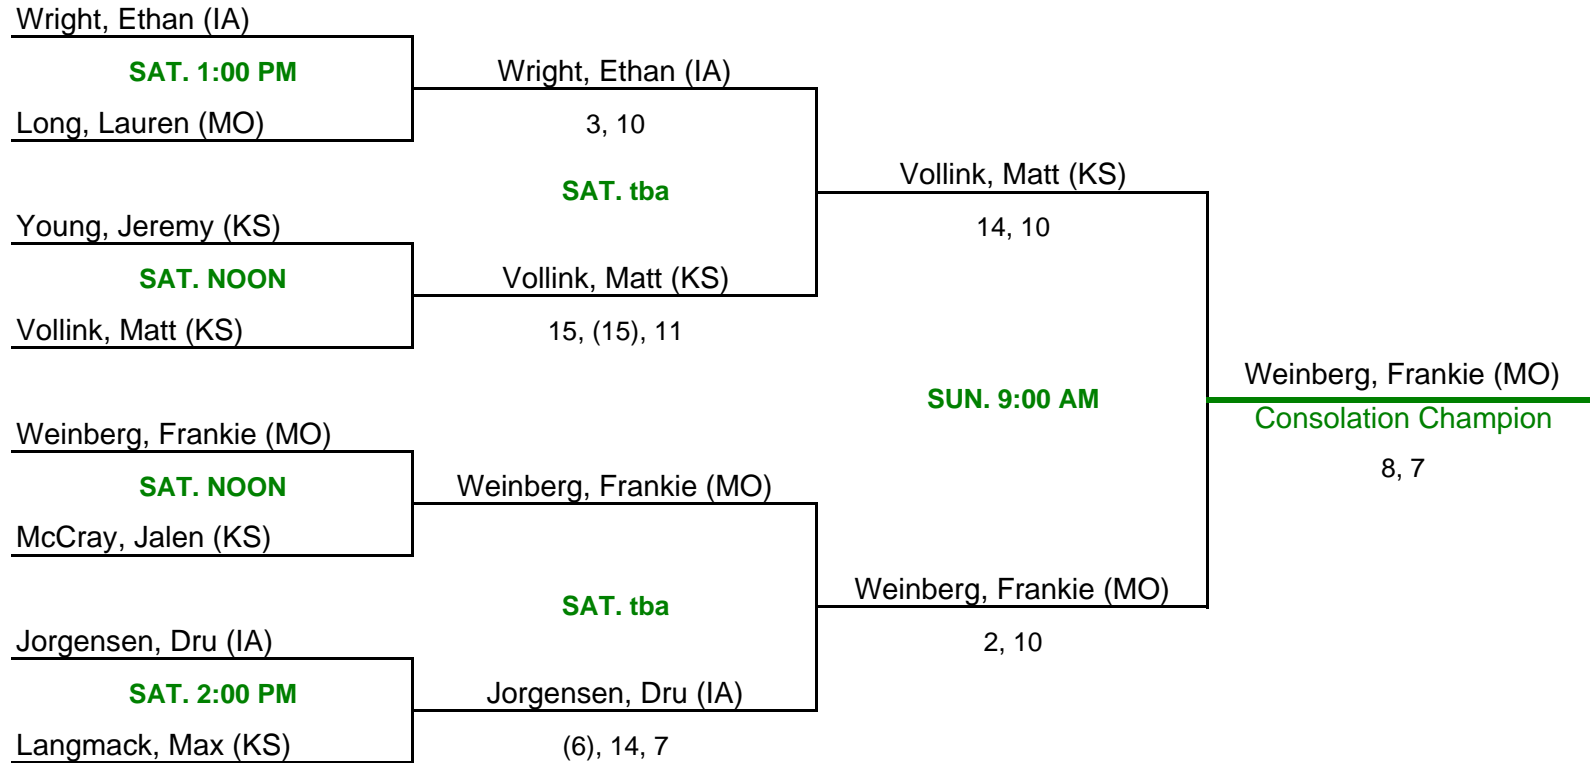 Wright, Ethan (IA)
SAT. 1:00 PM
Wright, Ethan (IA)
Long, Lauren (MO)
3, 10
Vollink, Matt (KS)
SAT. tba
Young, Jeremy (KS)
14, 10
SAT. NOON
Vollink, Matt (KS)
Vollink, Matt (KS)
15, (15), 11
Weinberg, Frankie (MO)
SUN. 9:00 AM
Consolation Champion
Weinberg, Frankie (MO)
8, 7
SAT. NOON
Weinberg, Frankie (MO)
McCray, Jalen (KS)
Weinberg, Frankie (MO)
SAT. tba
Jorgensen, Dru (IA)
2, 10
SAT. 2:00 PM
Jorgensen, Dru (IA)
Langmack, Max (KS)
(6), 14, 7